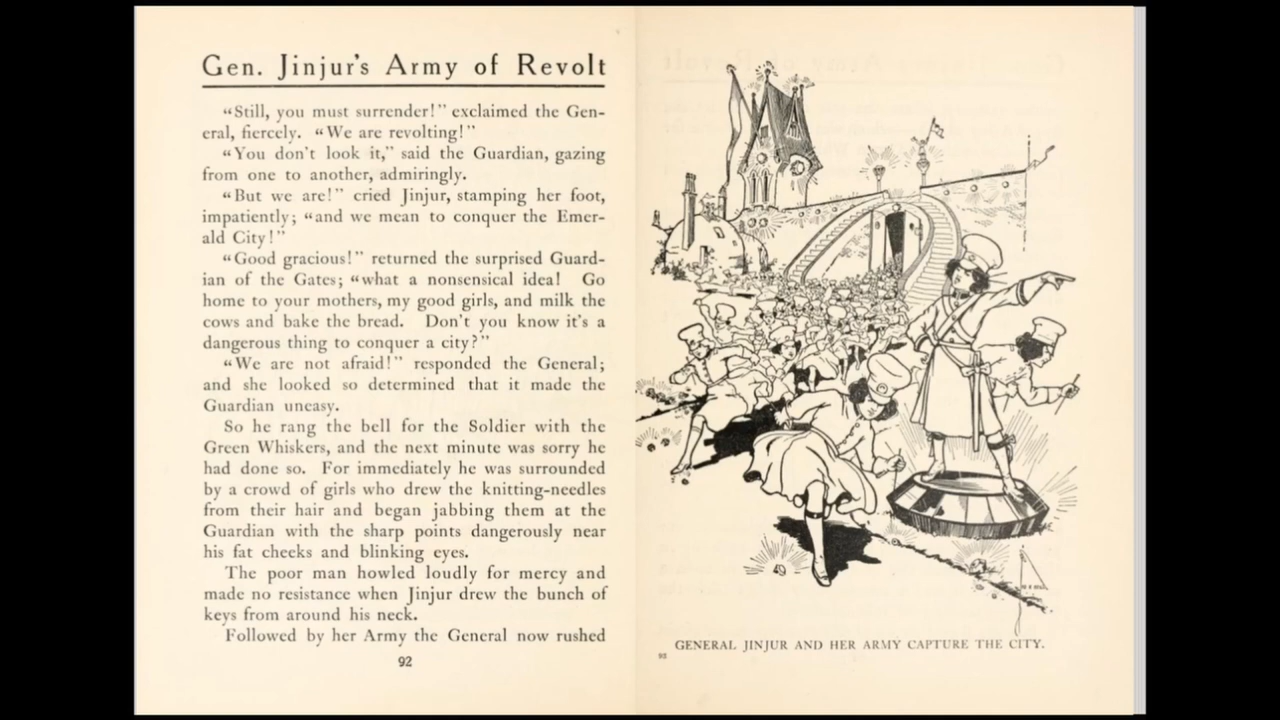 Gen. Jinjur's Army of Revolt
"Still, you must surrender!" exclaimed the Gen-
eral, fiercely. "We are revolting!"
"You don't look it," said the Guardian, gazing
from one to another, admiringly.
"But we are!" cried Jinjur, stamping her foot,
impatiently; "and we mean to conquer the Emer-
ald City!"
"Good gracious!" returned the surprised Guard-
ian of the Gates; "what a nonsensical idea! Go
home to your mothers, my good girls, and milk the
cows and bake the bread. Don't you know it's a
dangerous thing to conquer a city?"
"We are not afraid!" responded the General;
and she looked so determined that it made the
Guardian uneasy.
So he rang the bell for the Soldier with the
Green Whiskers, and the next minute was sorry he
had done so. For immediately he was surrounded
by a crowd of girls who drew the knitting-needles
from their hair and began jabbing them at the
Guardian with the sharp points dangerously near
his fat cheeks and blinking eyes.
The poor man howled loudly for mercy and
made no resistance when Jinjur drew the bunch of
keys from around his neck.
Followed by her Army the General now rushed
92
GENERAL JINJUR AND HER ARMY CAPTURE THE CITY.